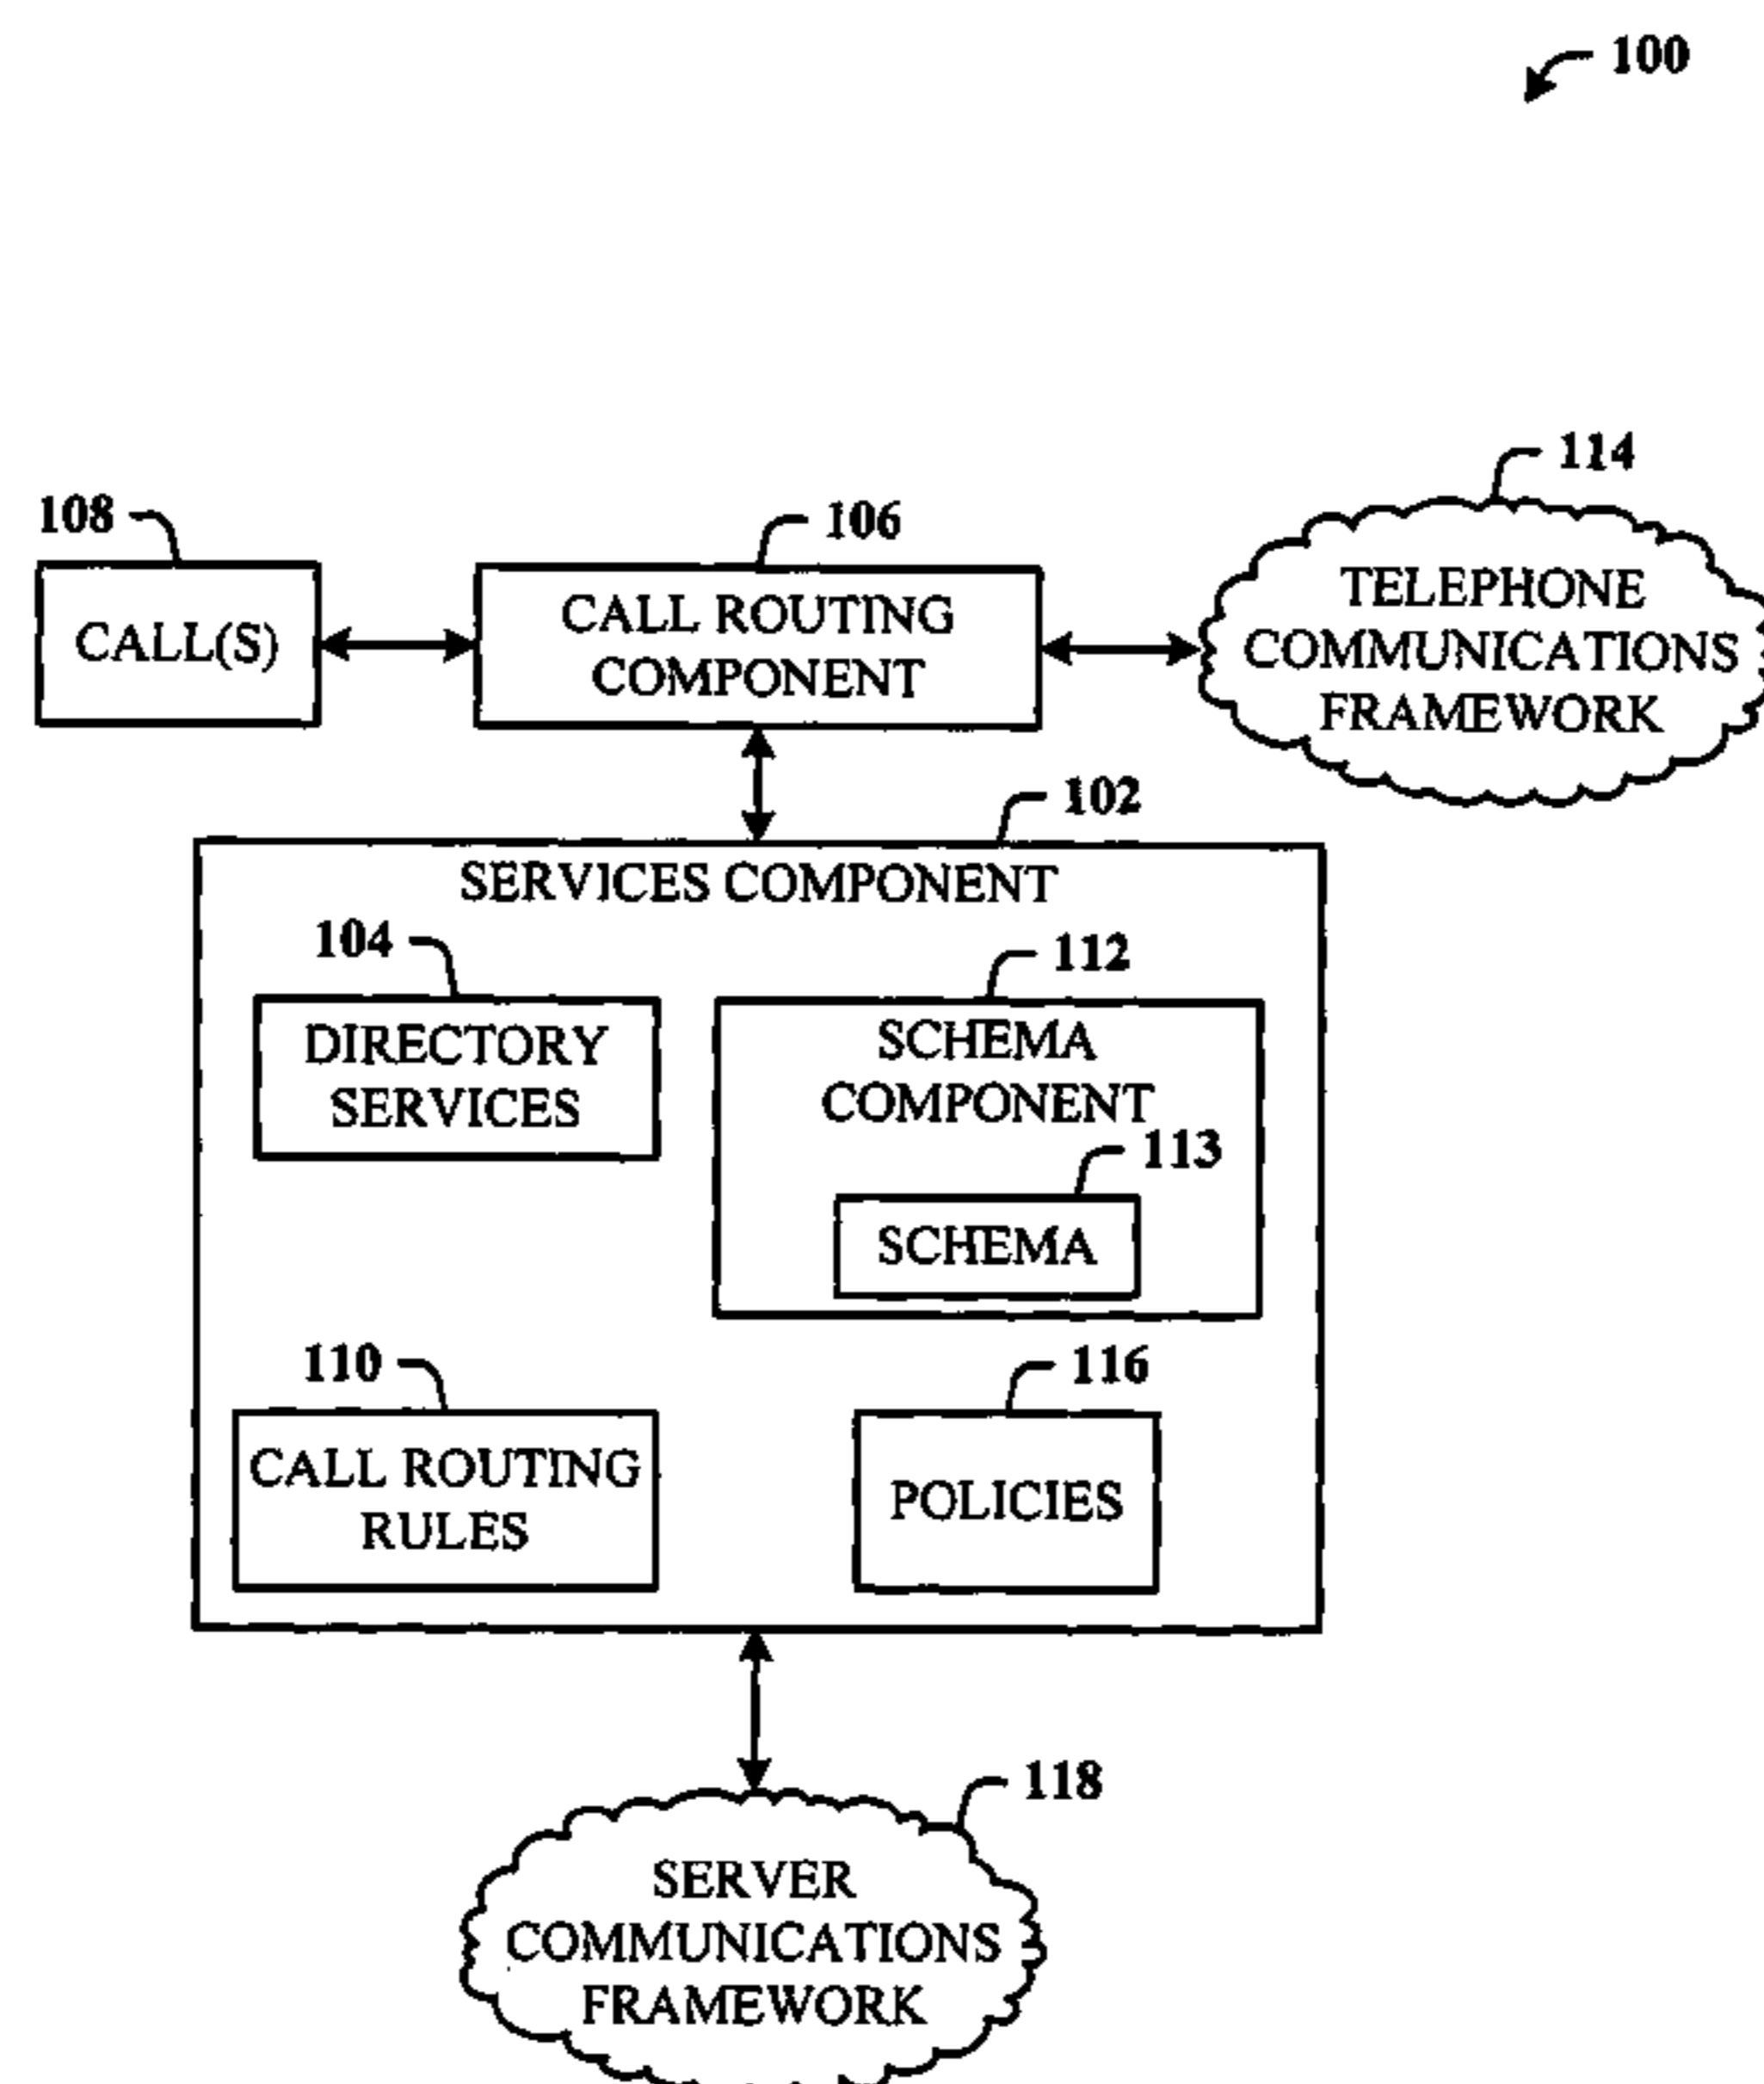 100
114
108
106
TELEPHONE
COMMUNICATIONS
FRAMEWORK
CALL(S)
CALL ROUTING
COMPONENT
102
SERVICES COMPONENT
104
112
DIRECTORY
SERVICES
SCHEMA
COMPONENT
113
SCHEMA
110
116
CALL ROUTING
RULES
POLICIES
118
SERVER
COMMUNICATIONS
FRAMEWORK